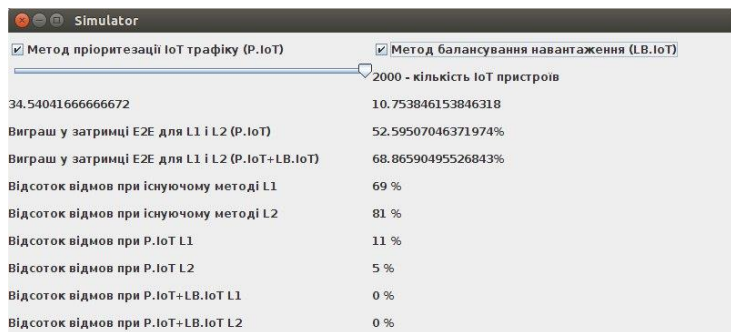 Simulator
Метод пріоритезації IoT трафіку (P.IoT) Метод балансування навантаження (LB.IoT)
2000 - кількість IoT пристроїв
34.54041666666672 10.753846153846318
Виграш у затримці E2E для L1 і L2 (P.IoT) 52.59507046371974%
Виграш у затримці E2E для L1 і L2 (P.IoT+LB.IoT) 68.86590495526843%
Відсоток відмов при існуючому методі L1 69 %
Відсоток відмов при існуючому методі L2 81 %
Відсоток відмов при P.IoT L1 11 %
Відсоток відмов при P.IoT L2 5 %
Відсоток відмов при P.IoT+LB.IoT L1 0 %
Відсоток відмов при P.IoT+LB.IoT L2 0 %